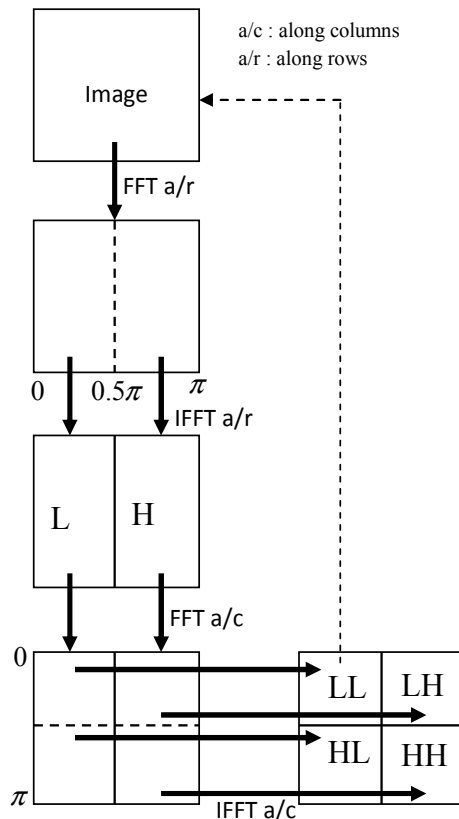 a/c : along columns
a/r : along rows
Image
FFT a/r
0 0.5π π
IFFT a/r
L H
FFT a/c
0
LL LH
HL HH
π
IFFT a/c